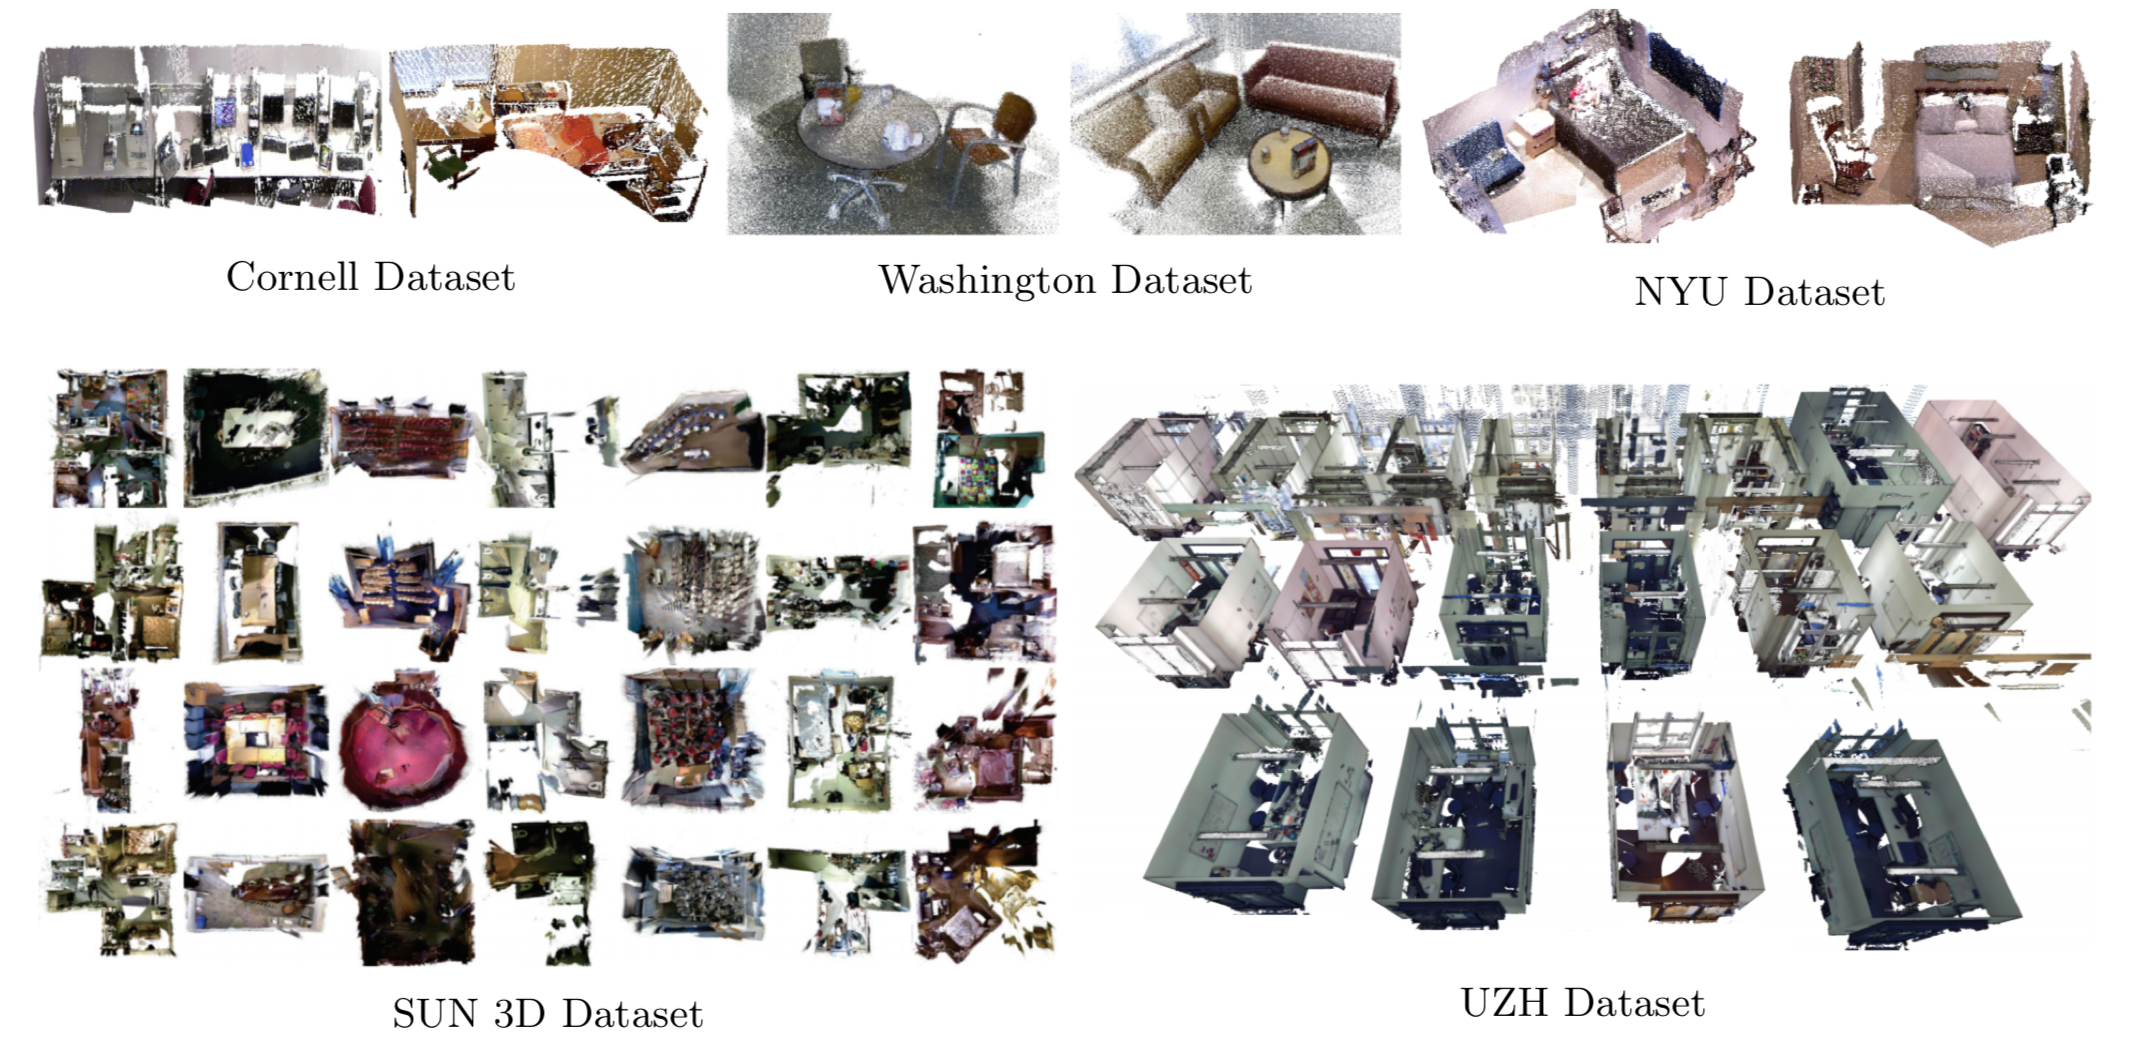 Cornell Dataset
Washington Dataset
NYU Dataset
SUN 3D Dataset
UZH Dataset